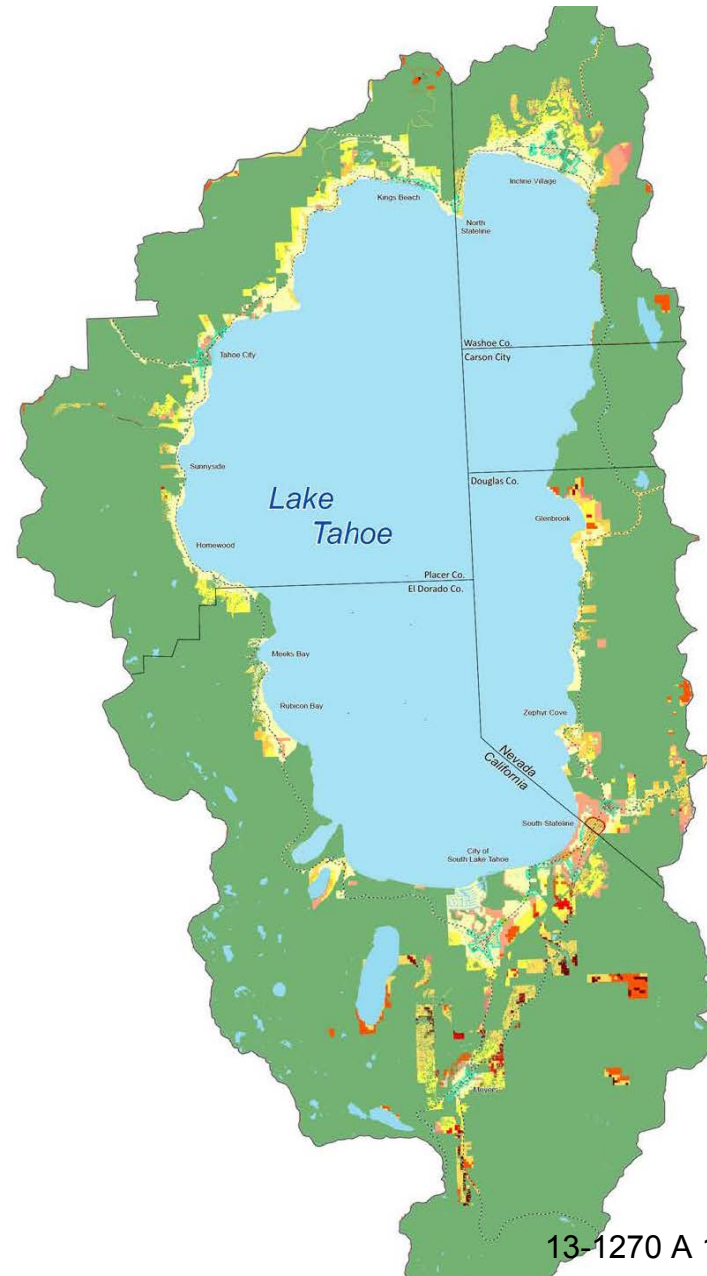 Incline Village
Kings Beach
North
Stateline
Washoe Co.
Carson City
Tahoe City
Sunnyside
Douglas Co.
Lake
Tahoe
Glenbrook
Homewood
Placer Co.
El Dorado Co.
Meeks Bay
Rubicon Bay
Zephyr Cove
Nevada
California
South Stateline
City of
South Lake Tahoe
Meyers
13-1270 A 1